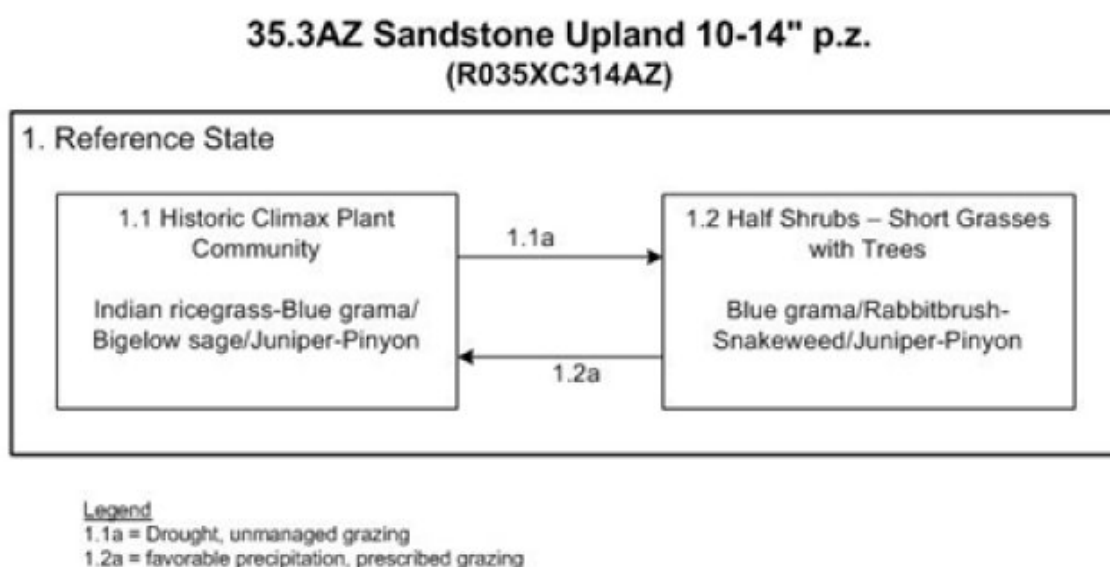 35.3AZ Sandstone Upland 10-14" p.z.
(R035XC314AZ)
1. Reference State
1.1 Historic Climax Plant
Community
Indian ricegrass-Blue grama/
Bigelow sage/Juniper-Pinyon
1.1a
1.2a
1.2 Half Shrubs – Short Grasses
with Trees
Blue grama/Rabbitbrush-
Snakeweed/Juniper-Pinyon
Legend
1.1a = Drought, unmanaged grazing
1.2a = favorable precipitation, prescribed grazing